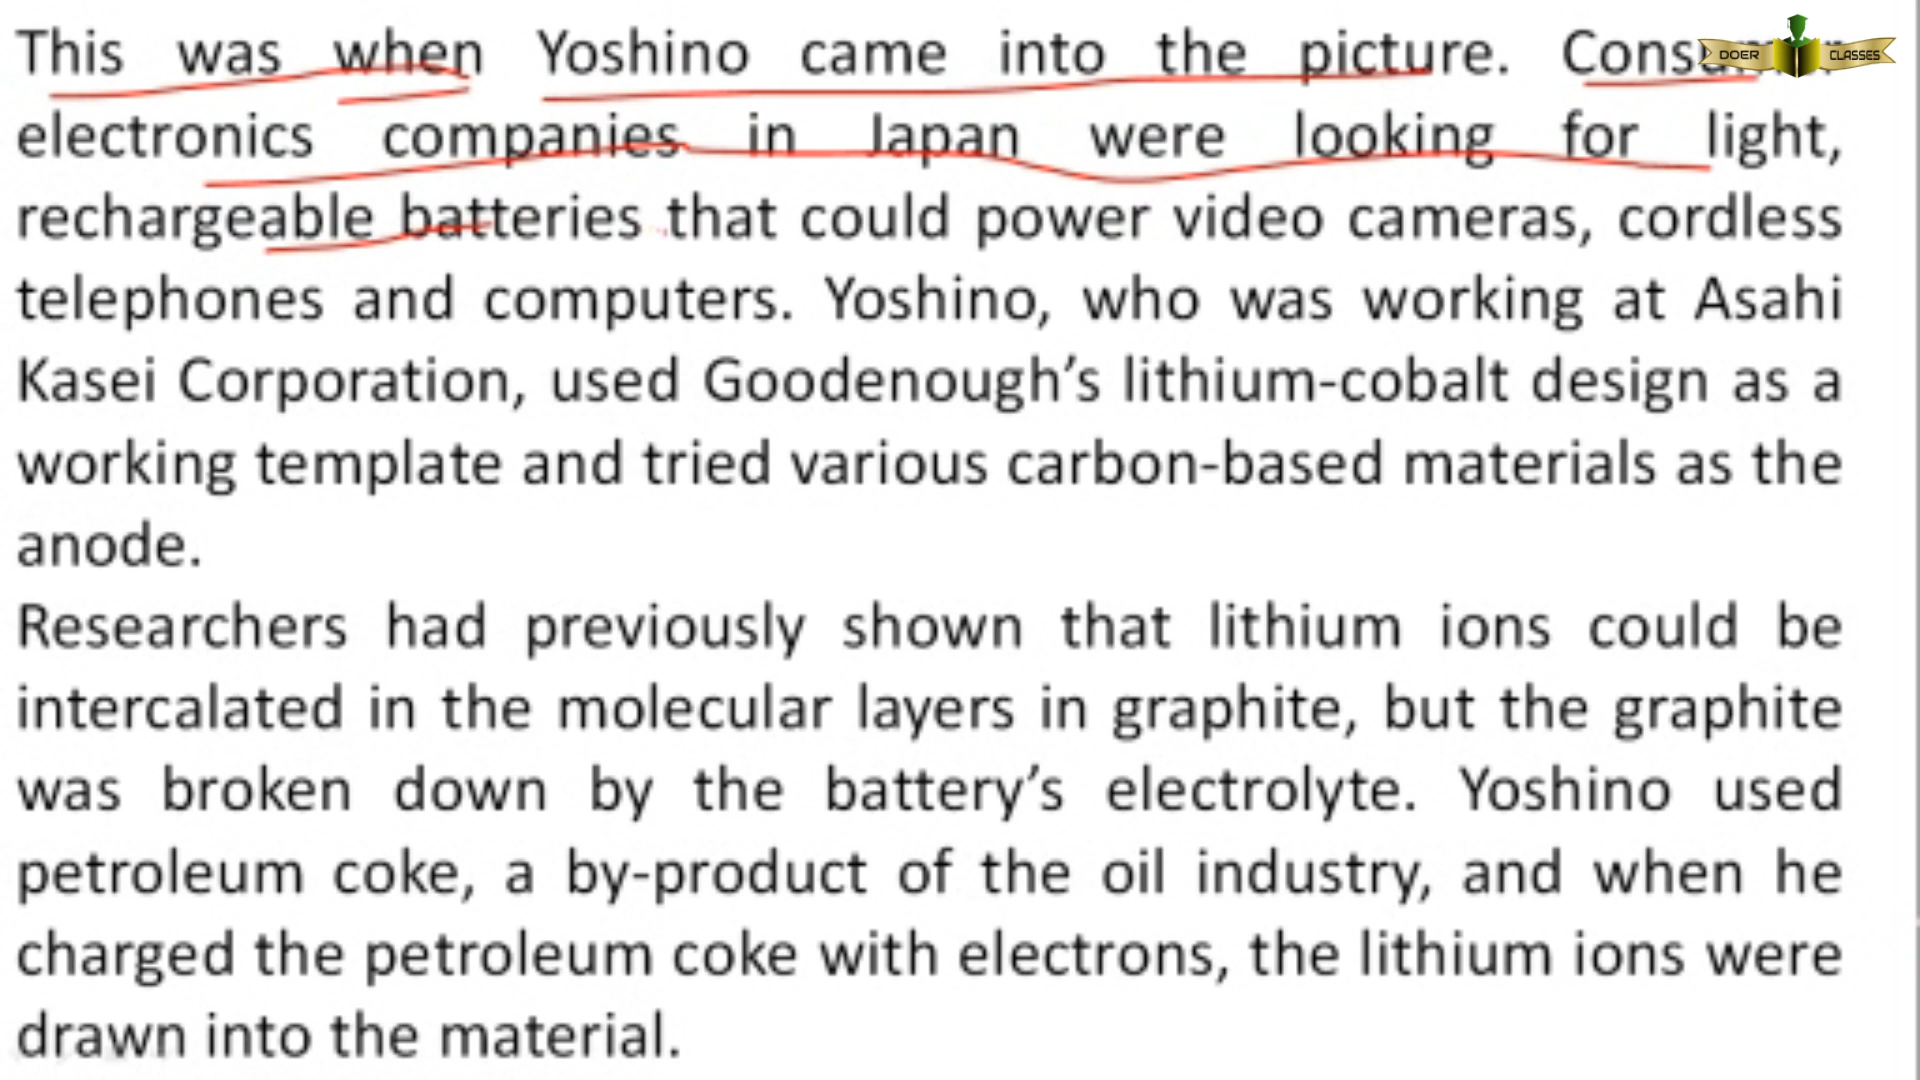 This was when Yoshino came into the picture. Consumer
electronics companies in Japan were looking for light,
rechargeable batteries that could power video cameras, cordless
telephones and computers. Yoshino, who was working at Asahi
Kasei Corporation, used Goodenough’s lithium-cobalt design as a
working template and tried various carbon-based materials as the
anode.
Researchers had previously shown that lithium ions could be
intercalated in the molecular layers in graphite, but the graphite
was broken down by the battery’s electrolyte. Yoshino used
petroleum coke, a by-product of the oil industry, and when he
charged the petroleum coke with electrons, the lithium ions were
drawn into the material.
DOER CLASSES